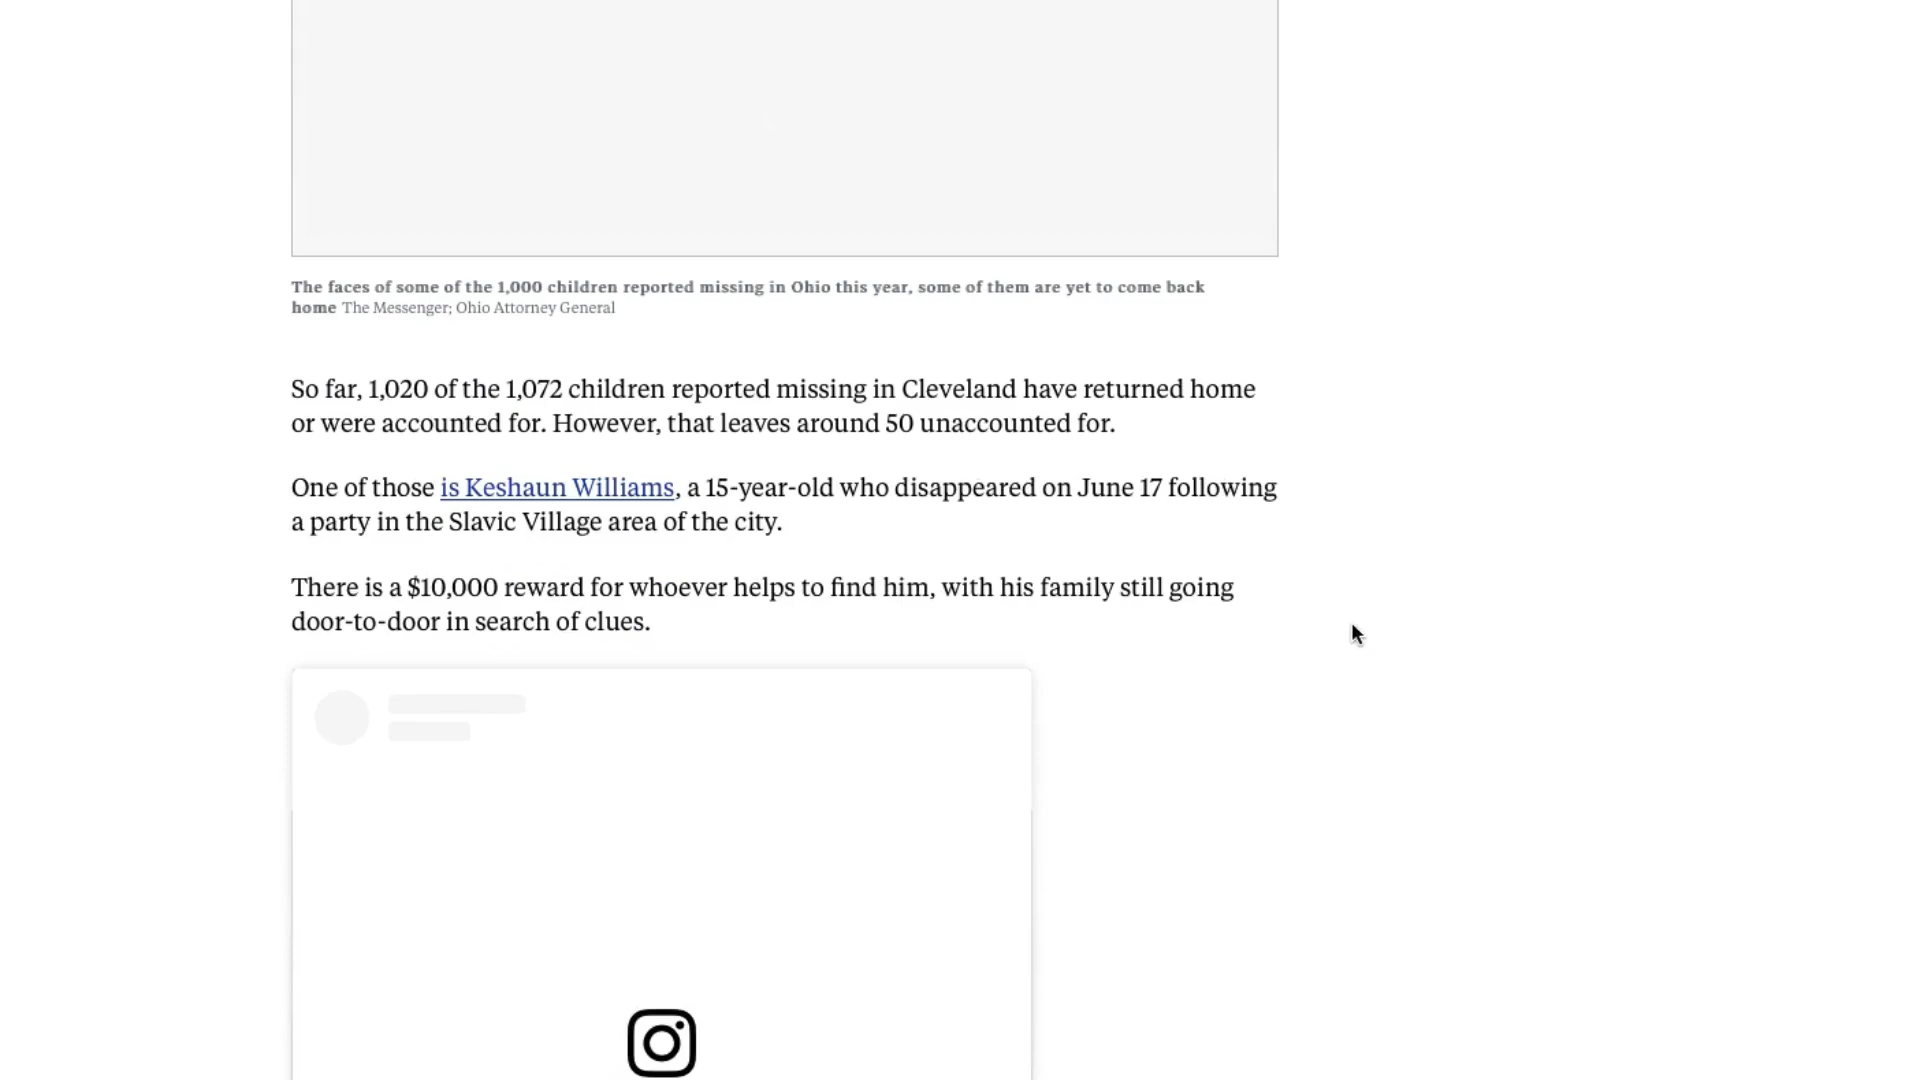 The faces of some of the 1,000 children reported missing in Ohio this year, some of them are yet to come back
home The Messenger; Ohio Attorney General
So far, 1,020 of the 1,072 children reported missing in Cleveland have returned home
or were accounted for. However, that leaves around 50 unaccounted for.
One of those is Keshaun Williams, a 15-year-old who disappeared on June 17 following
a party in the Slavic Village area of the city.
There is a $10,000 reward for whoever helps to find him, with his family still going
door-to-door in search of clues.